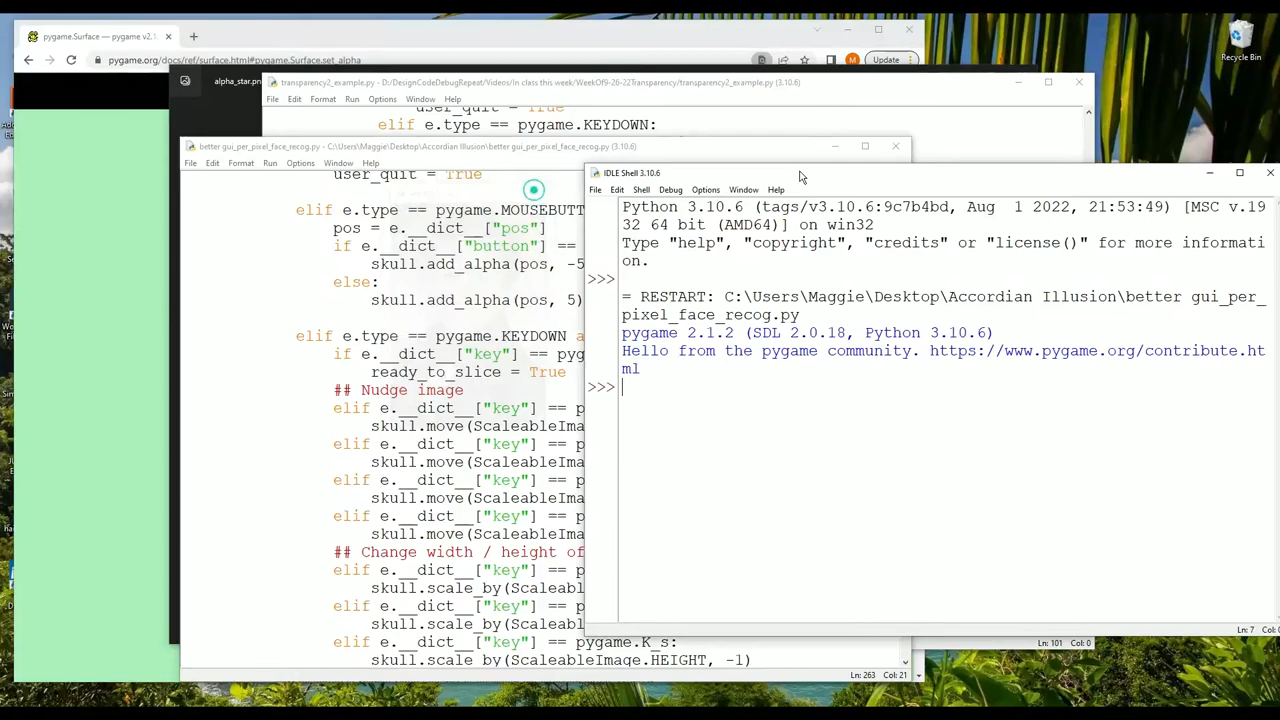 pygame.Surface — pygame v2.1
Update
pygame.org/docs/ref/surface.html#pygame.Surface.set_alpha
Recycle Bin
alpha_star.pn
transparency2_example.py - D:/DesignCodeDebugRepeat/Videos/In class this week/WeekOf9-26-22Transparency/transparency2_example.py (3.10.6)
File Edit Format Run Options Window Help
user_quit = True
elif e.type == pygame.KEYDOWN:
Ln: 101 Col: 0
better gui_per_pixel_face_recog.py - C:\Users\Maggie\Desktop\Accordian Illusion\better gui_per_pixel_face_recog.py (3.10.6)
File Edit Format Run Options Window Help
user_quit = True
elif e.type == pygame.MOUSEBUTT
pos = e.__dict__["pos"]
if e.__dict__["button"] ==
skull.add_alpha(pos, -5
else:
skull.add_alpha(pos, 5)
elif e.type == pygame.KEYDOWN a
if e.__dict__["key"] == pyg
ready_to_slice = True
## Nudge image
elif e.__dict__["key"] == p
skull.move(ScaleableIma
elif e.__dict__["key"] == p
skull.move(ScaleableIma
elif e.__dict__["key"] == p
skull.move(ScaleableIma
elif e.__dict__["key"] == p
skull.move(ScaleableIma
## Change width / height of
elif e.__dict__["key"] == p
skull.scale_by(Scaleabl
elif e.__dict__["key"] == p
skull.scale_by(Scaleabl
elif e.__dict__["key"] == pygame.K_s:
skull.scale_by(ScaleableImage.HEIGHT, -1)
Ln: 263 Col: 21
IDLE Shell 3.10.6
File Edit Shell Debug Options Window Help
Python 3.10.6 (tags/v3.10.6:9c7b4bd, Aug 1 2022, 21:53:49) [MSC v.19
32 64 bit (AMD64)] on win32
Type "help", "copyright", "credits" or "license()" for more informati
on.
>>>
= RESTART: C:\Users\Maggie\Desktop\Accordian Illusion\better gui_per_
pixel_face_recog.py
pygame 2.1.2 (SDL 2.0.18, Python 3.10.6)
Hello from the pygame community. https://www.pygame.org/contribute.ht
ml
>>>
Ln: 7 Col: 0